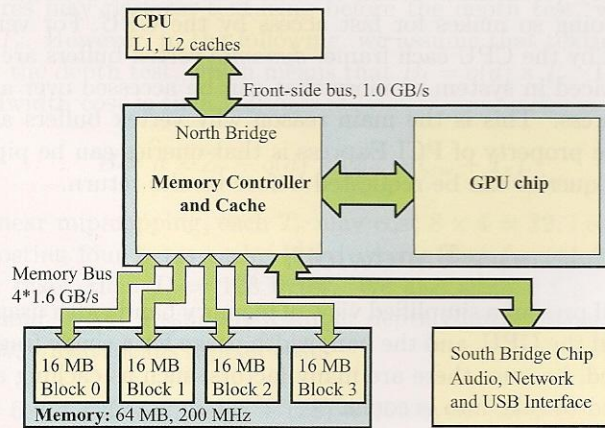 CPU
L1, L2 caches
Front-side bus, 1.0 GB/s
North Bridge
Memory Controller
and Cache
GPU chip
Memory Bus
4*1.6 GB/s
16 MB
Block 0
16 MB
Block 1
16 MB
Block 2
16 MB
Block 3
Memory: 64 MB, 200 MHz
South Bridge Chip
Audio, Network
and USB Interface